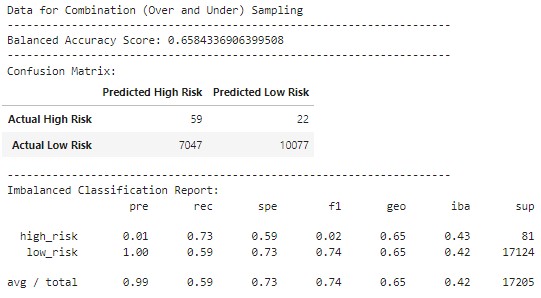 Data for Combination (Over and Under) Sampling
----------------------------------------------------------------------
Balanced Accuracy Score: 0.6584336906399508
----------------------------------------------------------------------
Confusion Matrix:
Predicted High Risk Predicted Low Risk
Actual High Risk 59 22
Actual Low Risk 7047 10077
----------------------------------------------------------------------
Imbalanced Classification Report:
pre rec spe f1 geo iba sup
high_risk 0.01 0.73 0.59 0.02 0.65 0.43 81
low_risk 1.00 0.59 0.73 0.74 0.65 0.42 17124
avg / total 0.99 0.59 0.73 0.74 0.65 0.42 17205